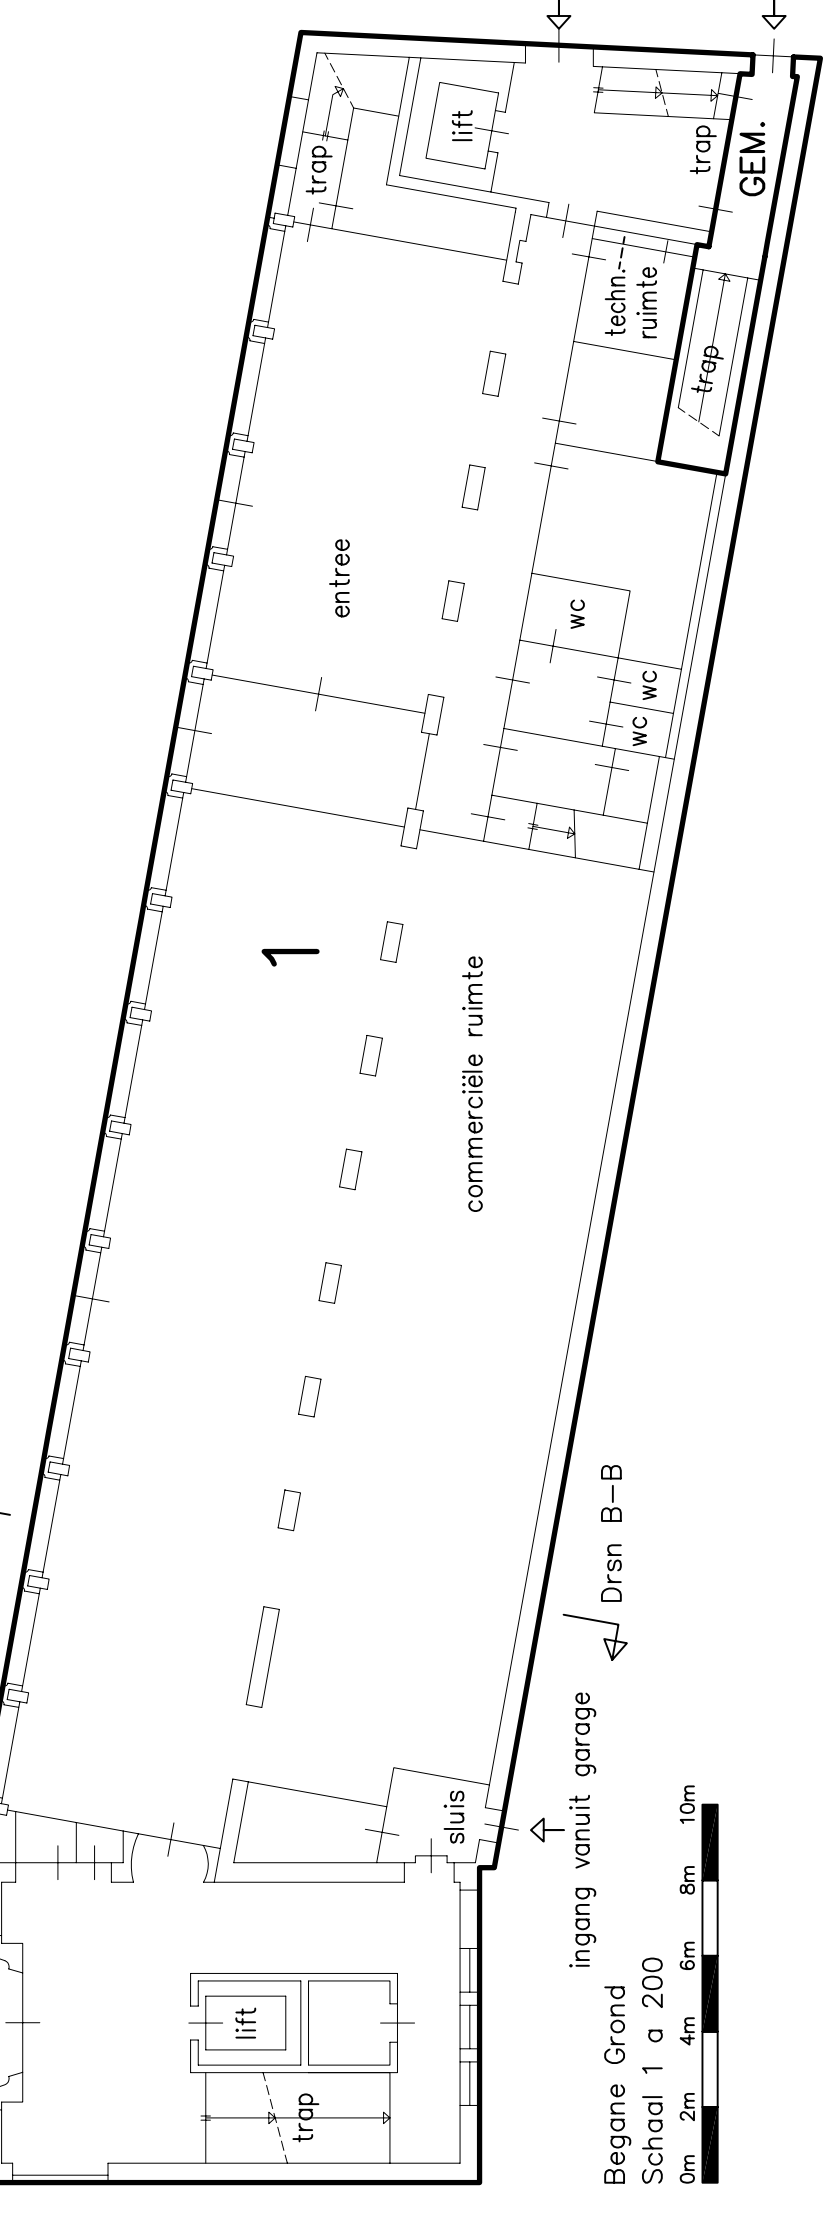 lift
trap
trap
GEM.
techn.
ruimte
trap
entree
wc
wc
wc
1
commerciële ruimte
Drsn B–B
ingang vanuit garage
sluis
lift
trap
Begane Grond
Schaal 1 a 200
0m 2m 4m 6m 8m 10m